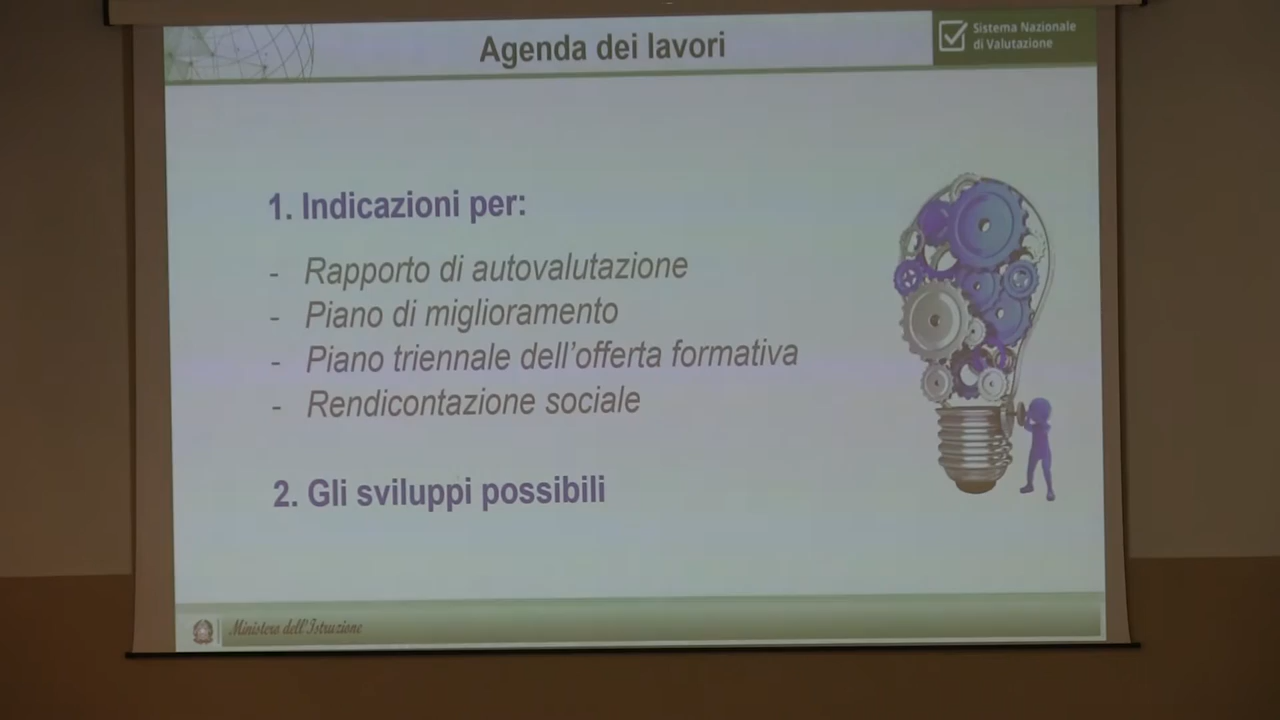 Agenda dei lavori
Sistema Nazionale
di Valutazione
1. Indicazioni per:
- Rapporto di autovalutazione
- Piano di miglioramento
- Piano triennale dell'offerta formativa
- Rendicontazione sociale
2. Gli sviluppi possibili
Ministero dell'Istruzione